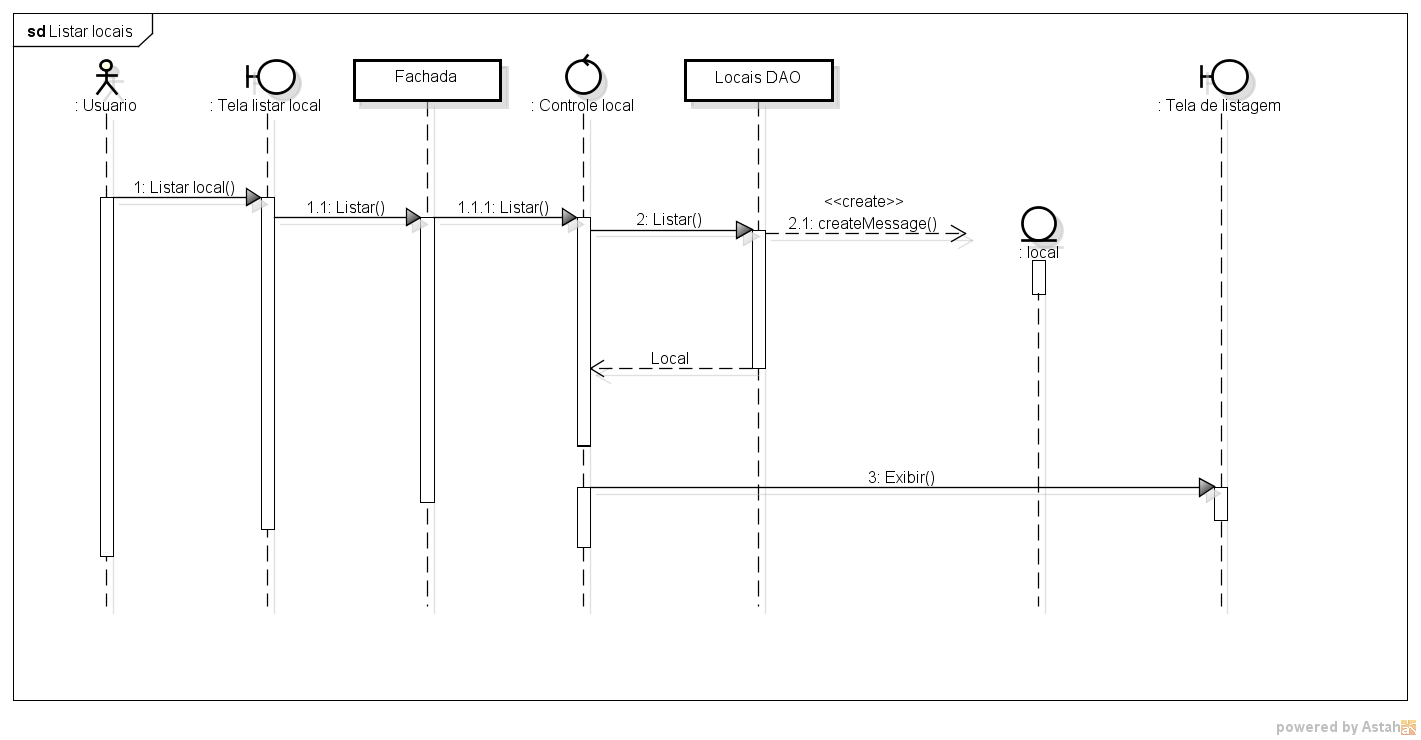 sd Listar locais
: Usuario
: Tela listar local
Fachada
: Controle local
Locais DAO
: Tela de listagem
1: Listar local()
1.1: Listar()
1.1.1: Listar()
2: Listar()
<<create>>
2.1: createMessage()
: local
Local
3: Exibir()
powered by Astah